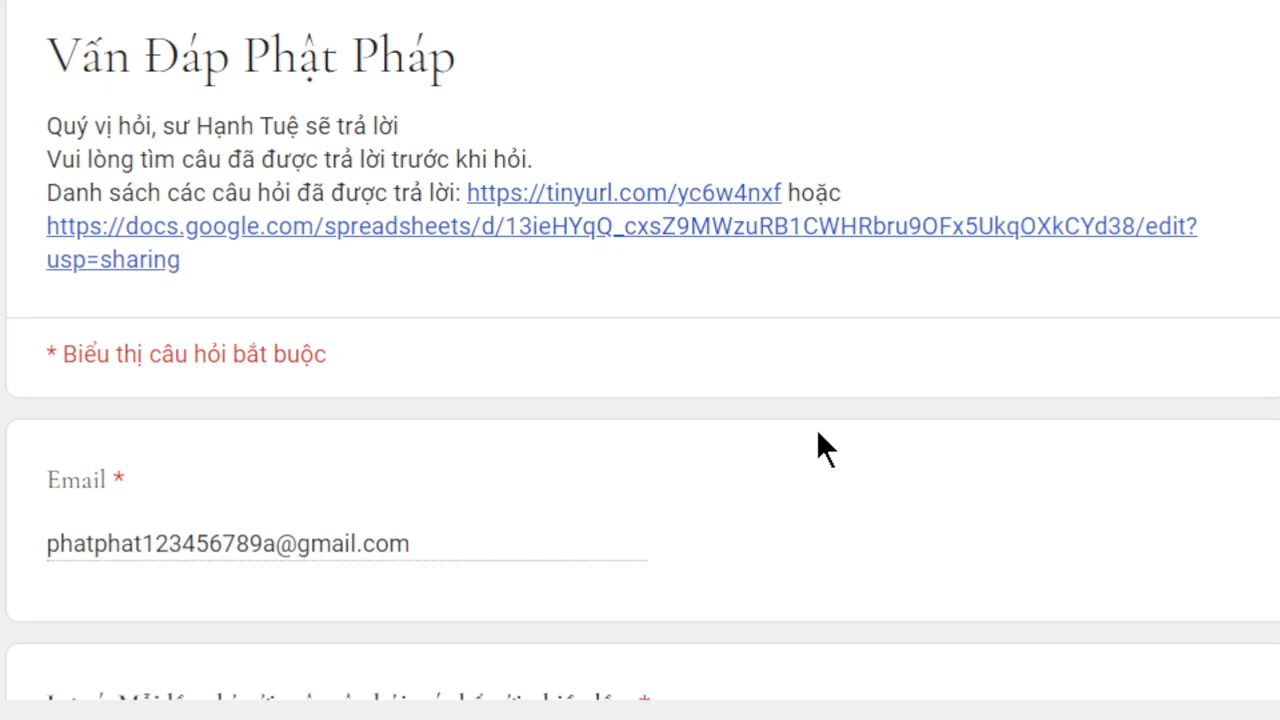 Vấn Đáp Phật Pháp
Quý vị hỏi, sư Hạnh Tuệ sẽ trả lời
Vui lòng tìm câu đã được trả lời trước khi hỏi.
Danh sách các câu hỏi đã được trả lời: https://tinyurl.com/yc6w4nxf hoặc
https://docs.google.com/spreadsheets/d/13ieHYqQ_cxsZ9MWzuRB1CWHRbru9OFx5UkqOXkCYd38/edit?
usp=sharing
* Biểu thị câu hỏi bắt buộc
Email *
phatphat123456789a@gmail.com